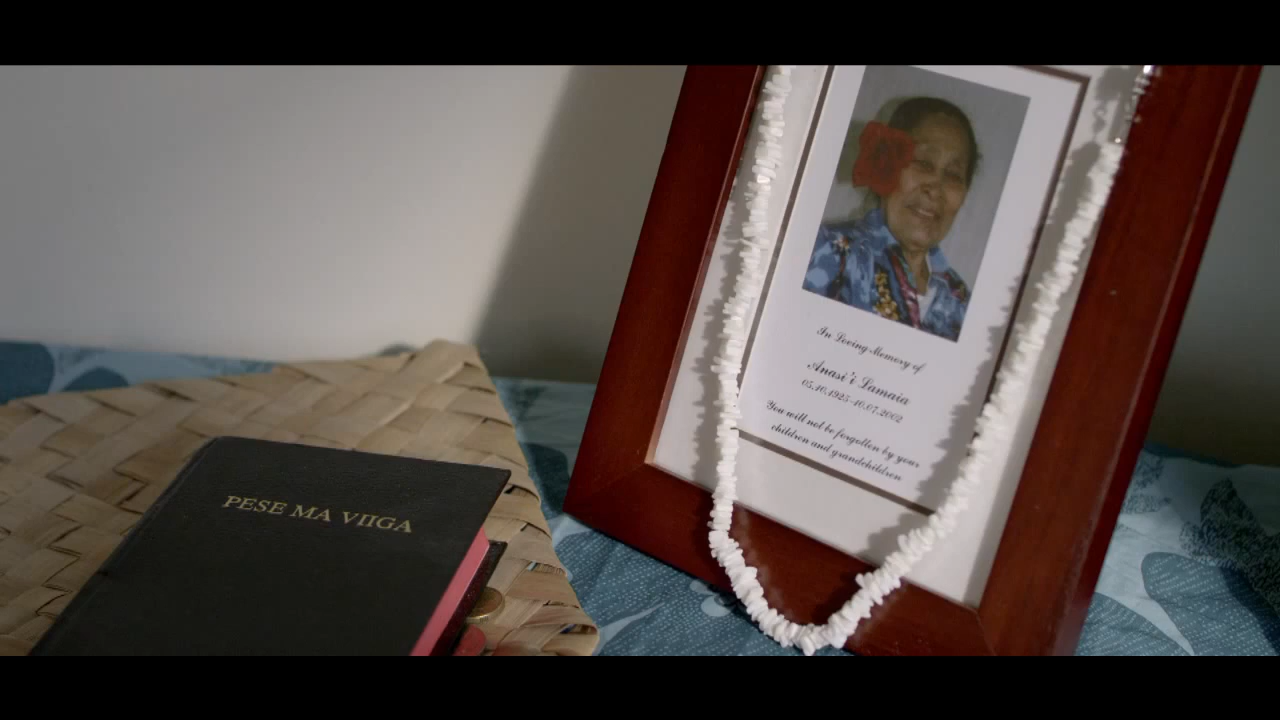 PESE MA VIIGA
In Loving Memory of
Anasi'i Lamaia
05.10.1925-10.07.2002
You will not be forgotten by your
children and grandchildren